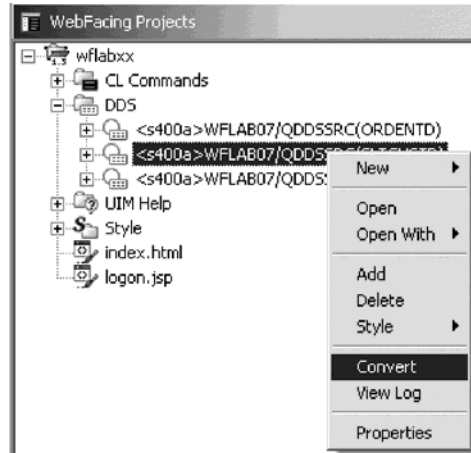 WebFacing Projects
wflabxx
CL Commands
DDS
<s400a>WFLAB07/QDDSSRC(ORDENTD)
<s400a>WFLAB07/QDDSSRC
<s400a>WFLAB07/QDDS
UIM Help
Style
index.html
logon.jsp
New
Open
Open With
Add
Delete
Style
Convert
View Log
Properties